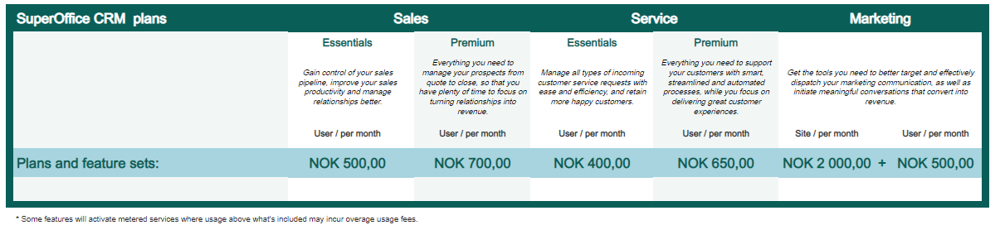 SuperOffice CRM  plans
Sales
Service
Marketing
Essentials
Premium
Essentials
Premium
Gain control of your sales
pipeline, improve your sales
productivity and manage
relationships better.
Everything you need to
manage your prospects from
quote to close, so that you
have plenty of time to focus on
turning relationships into
revenue.
Manage all types of incoming
customer service requests with
ease and efficiency, and retain
more happy customers.
Everything you need to support
your customers with smart,
streamlined and automated
processes, while you focus on
delivering great customer
experiences.
Get the tools you need to better target and effectively
dispatch your marketing communication, as well as
initiate meaningful conversations that convert into
revenue.
User / per month
User / per month
User / per month
User / per month
Site / per month
User / per month
Plans and feature sets:
NOK 500,00
NOK 700,00
NOK 400,00
NOK 650,00
NOK 2 000,00 + NOK 500,00
* Some features will activate metered services where usage above what's included may incur overage usage fees.